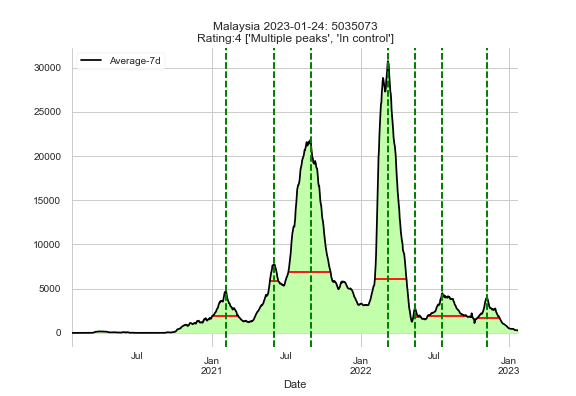 Malaysia 2023-01-24: 5035073
Rating:4 ['Multiple peaks', 'In control']
Average-7d
30000
25000
20000
15000
10000
5000
0
Jul
Jan
2021
Jul
Jan
2022
Jul
Jan
2023
Date